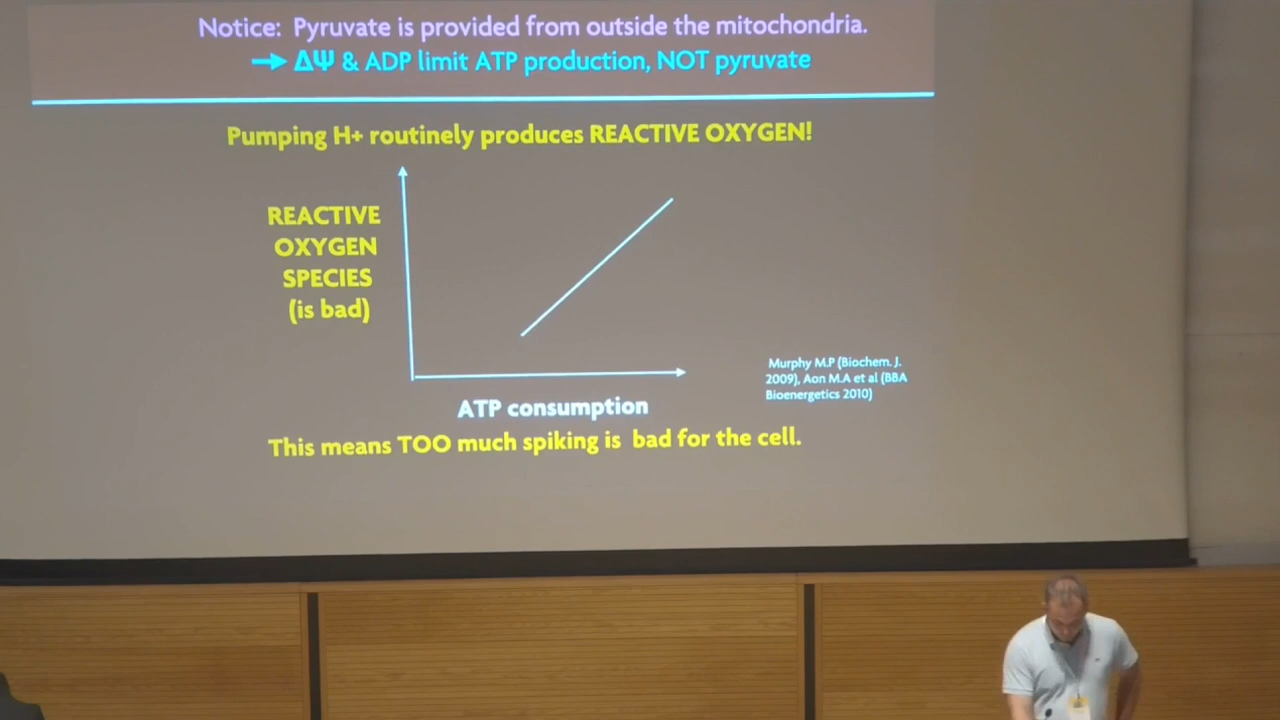 Notice: Pyruvate is provided from outside the mitochondria.
→ ΔΨ & ADP limit ATP production, NOT pyruvate
Pumping H+ routinely produces REACTIVE OXYGEN!
REACTIVE
OXYGEN
SPECIES
(is bad)
Murphy M.P (Biochem. J.
2009), Aon M.A et al (BBA
Bioenergetics 2010)
ATP consumption
This means TOO much spiking is bad for the cell.